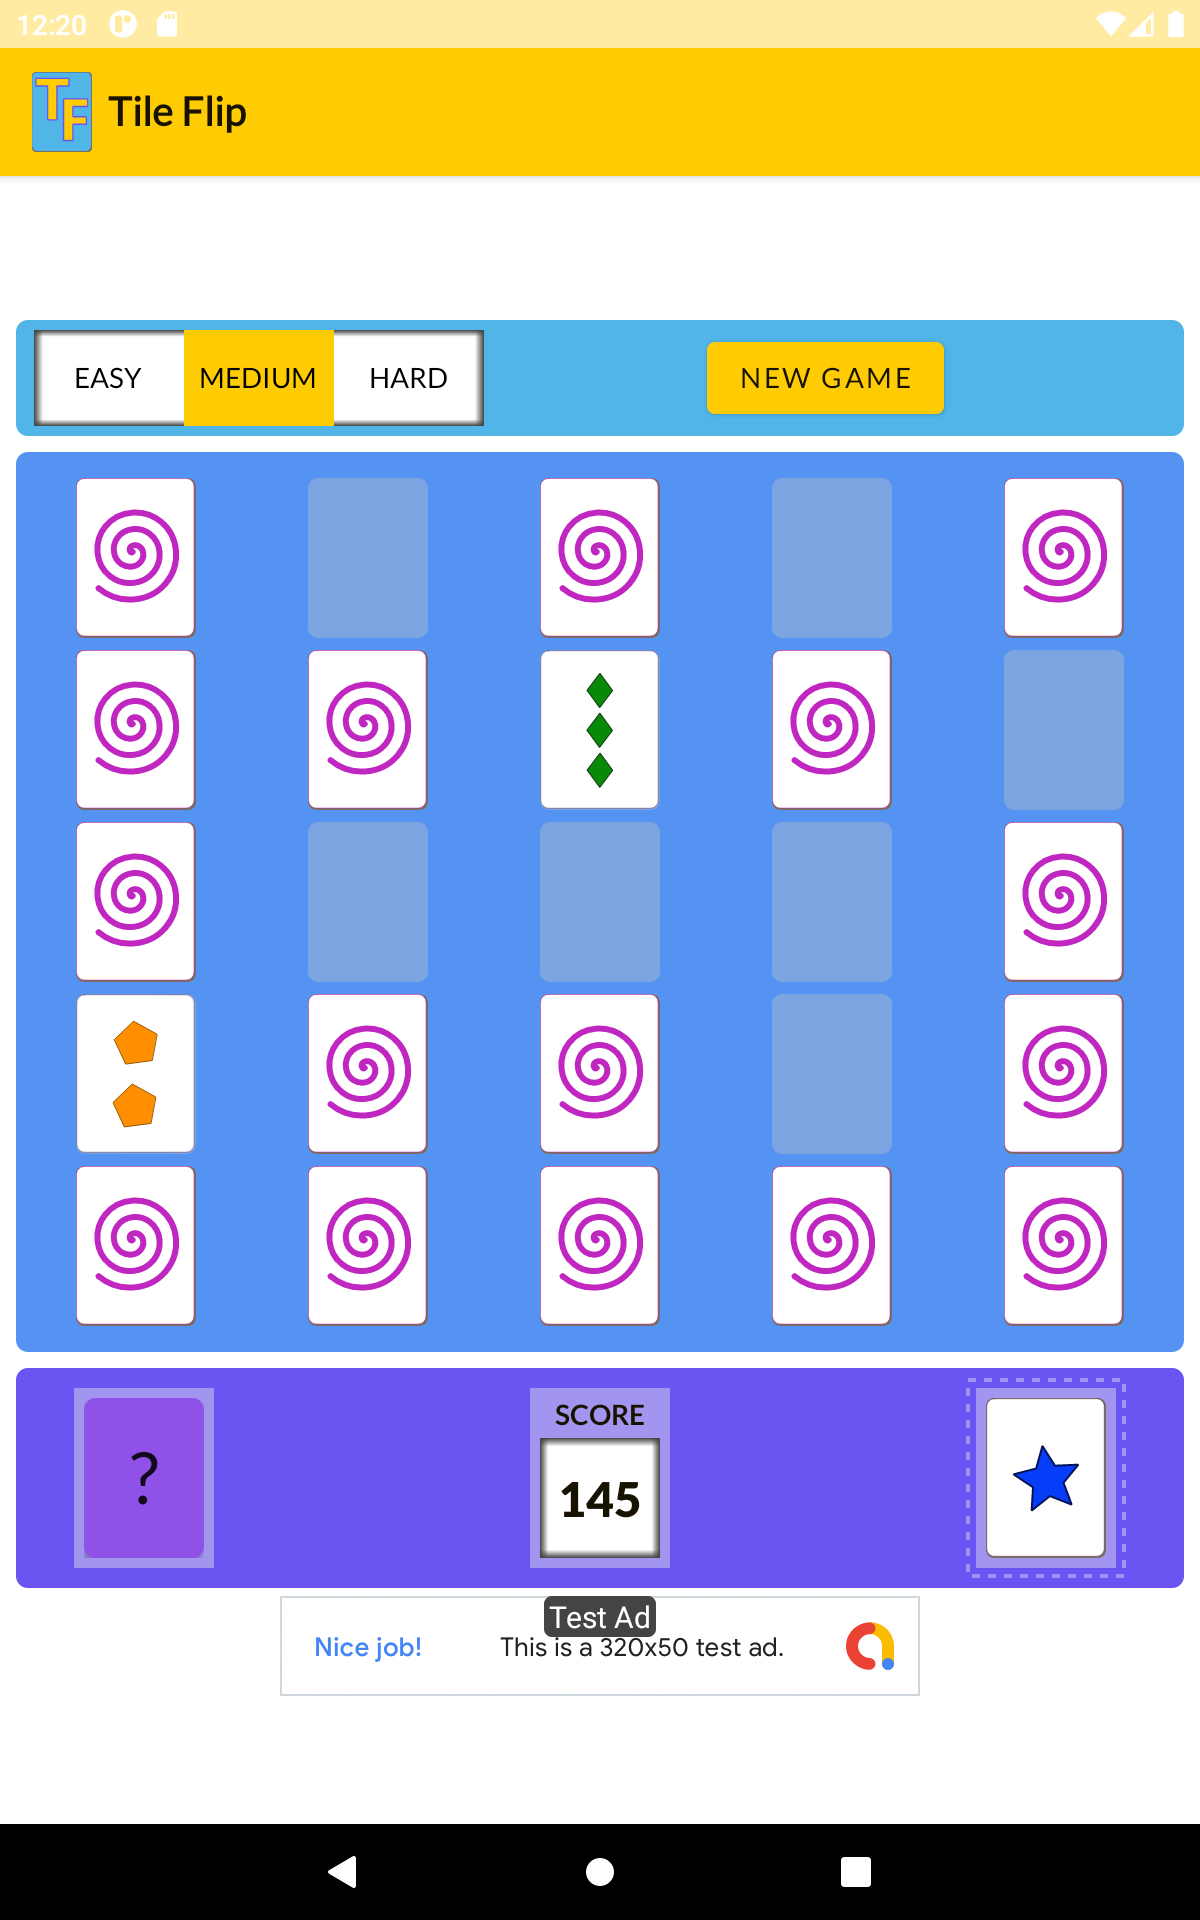 12:20
TF Tile Flip
EASY MEDIUM HARD NEW GAME
?
SCORE
145
Test Ad
Nice job! This is a 320x50 test ad.